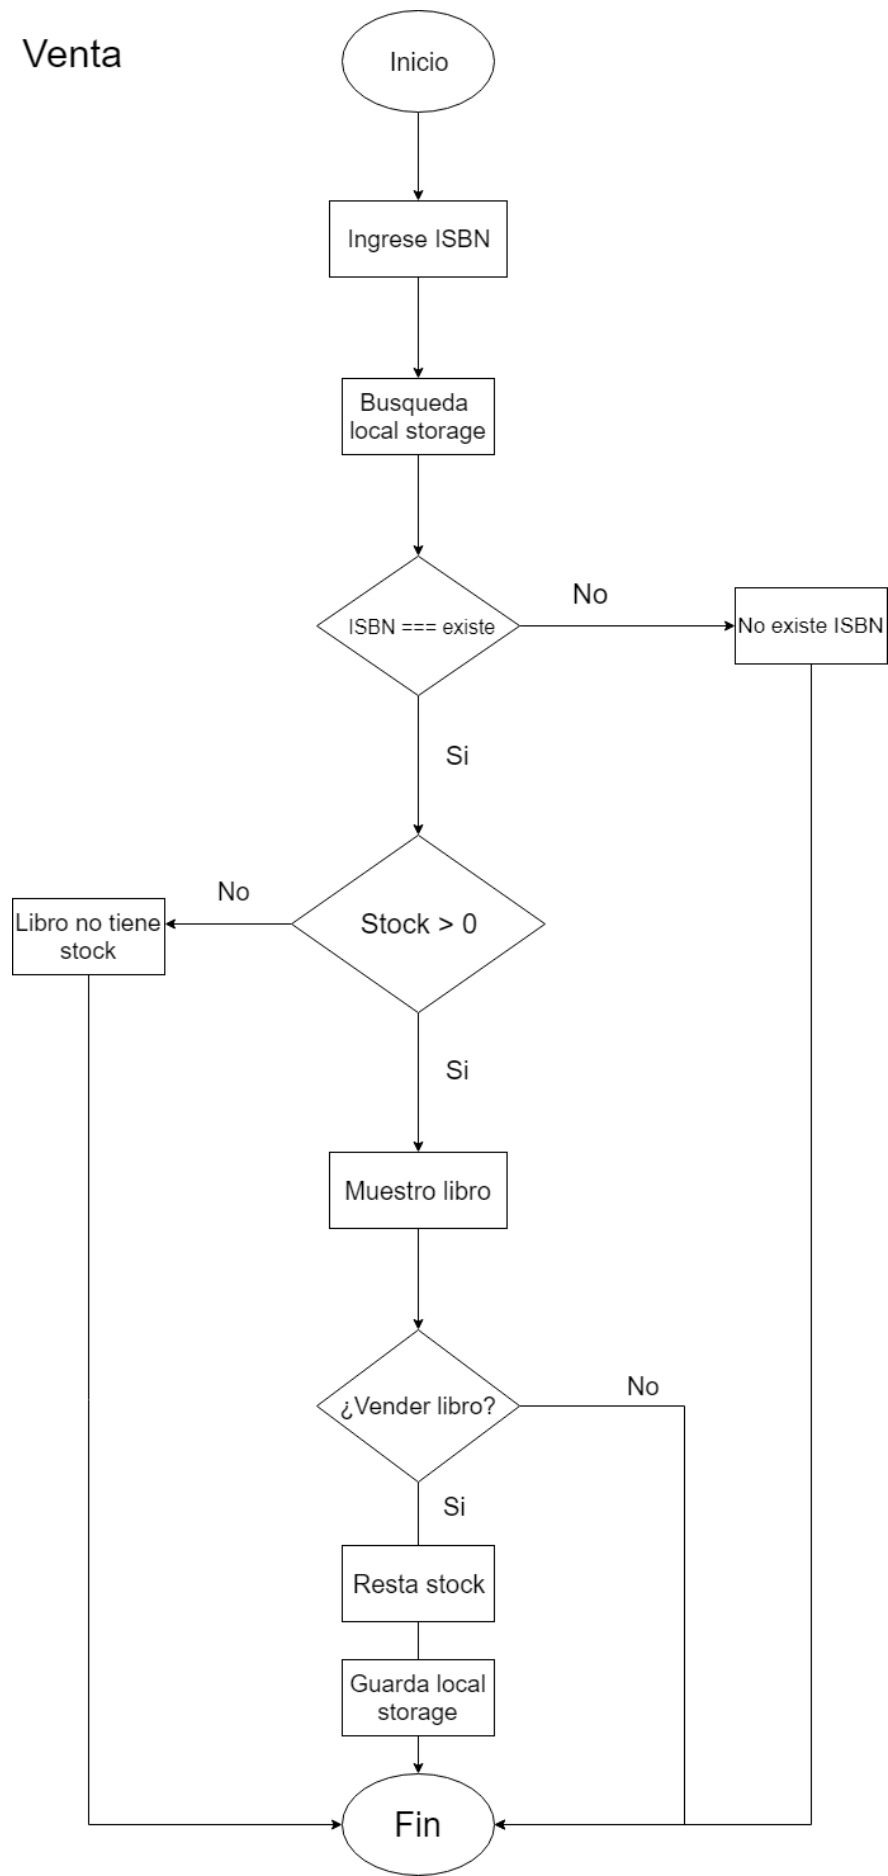 Venta
Inicio
Ingrese ISBN
Busqueda
local storage
ISBN === existe
No
No existe ISBN
Si
No
Libro no tiene
stock
Stock > 0
Si
Muestro libro
¿Vender libro?
No
Si
Resta stock
Guarda local
storage
Fin